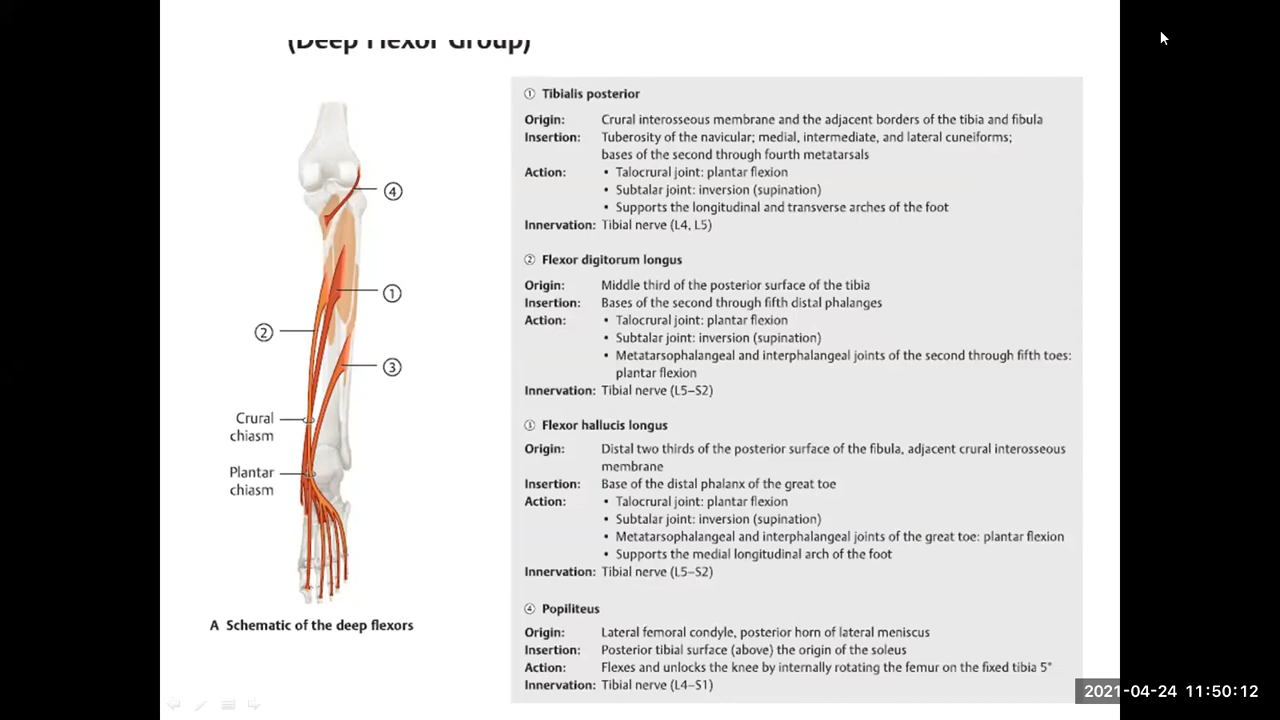 (Deep Flexor Group)
① Tibialis posterior
Origin: Crural interosseous membrane and the adjacent borders of the tibia and fibula
Insertion: Tuberosity of the navicular; medial, intermediate, and lateral cuneiforms;
bases of the second through fourth metatarsals
Action: • Talocrural joint: plantar flexion
• Subtalar joint: inversion (supination)
• Supports the longitudinal and transverse arches of the foot
Innervation: Tibial nerve (L4, L5)
② Flexor digitorum longus
Origin: Middle third of the posterior surface of the tibia
Insertion: Bases of the second through fifth distal phalanges
Action: • Talocrural joint: plantar flexion
• Subtalar joint: inversion (supination)
• Metatarsophalangeal and interphalangeal joints of the second through fifth toes:
plantar flexion
Innervation: Tibial nerve (L5–S2)
③ Flexor hallucis longus
Origin: Distal two thirds of the posterior surface of the fibula, adjacent crural interosseous
membrane
Insertion: Base of the distal phalanx of the great toe
Action: • Talocrural joint: plantar flexion
• Subtalar joint: inversion (supination)
• Metatarsophalangeal and interphalangeal joints of the great toe: plantar flexion
• Supports the medial longitudinal arch of the foot
Innervation: Tibial nerve (L5–S2)
④ Popiliteus
Origin: Lateral femoral condyle, posterior horn of lateral meniscus
Insertion: Posterior tibial surface (above) the origin of the soleus
Action: Flexes and unlocks the knee by internally rotating the femur on the fixed tibia 5°
Innervation: Tibial nerve (L4–S1)
④
①
②
③
Crural
chiasm
Plantar
chiasm
A Schematic of the deep flexors
2021-04-24 11:50:12